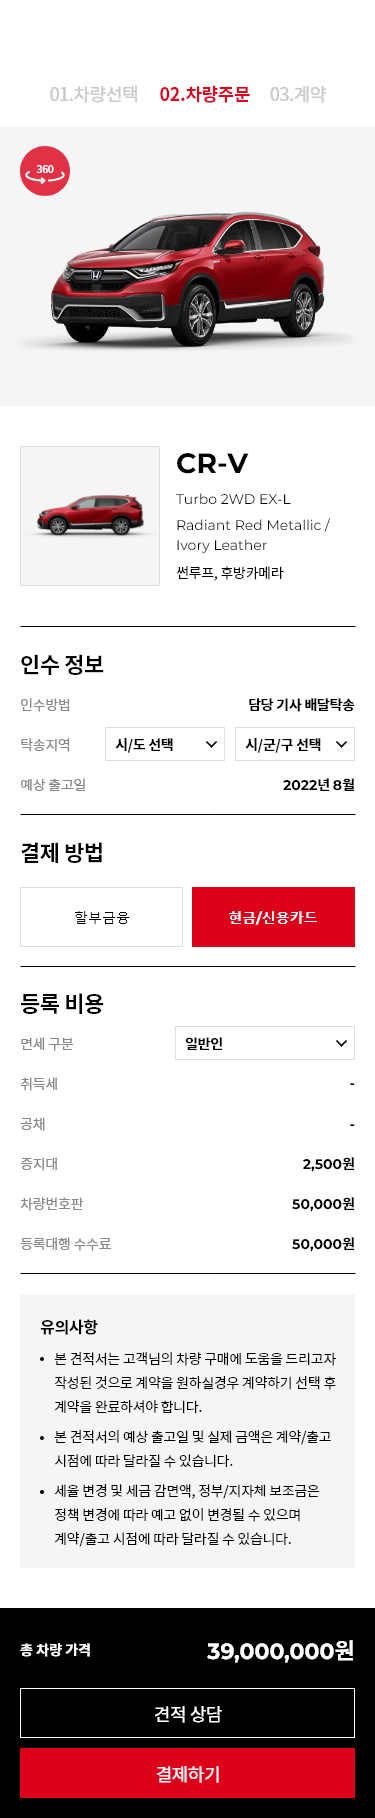 01.차량선택 02.차량주문 03.계약
360
CR-V
Turbo 2WD EX-L
Radiant Red Metallic /
Ivory Leather
썬루프, 후방카메라
인수 정보
인수방법 담당 기사 배달탁송
탁송지역 시/도 선택 시/군/구 선택
예상 출고일 2022년 8월
결제 방법
할부금융 현금/신용카드
등록 비용
면세 구분 일반인
취득세 -
공채 -
증지대 2,500원
차량번호판 50,000원
등록대행 수수료 50,000원
유의사항
• 본 견적서는 고객님의 차량 구매에 도움을 드리고자
작성된 것으로 계약을 원하실경우 계약하기 선택 후
계약을 완료하셔야 합니다.
• 본 견적서의 예상 출고일 및 실제 금액은 계약/출고
시점에 따라 달라질 수 있습니다.
• 세율 변경 및 세금 감면액, 정부/지자체 보조금은
정책 변경에 따라 예고 없이 변경될 수 있으며
계약/출고 시점에 따라 달라질 수 있습니다.
총 차량 가격 39,000,000원
견적 상담
결제하기